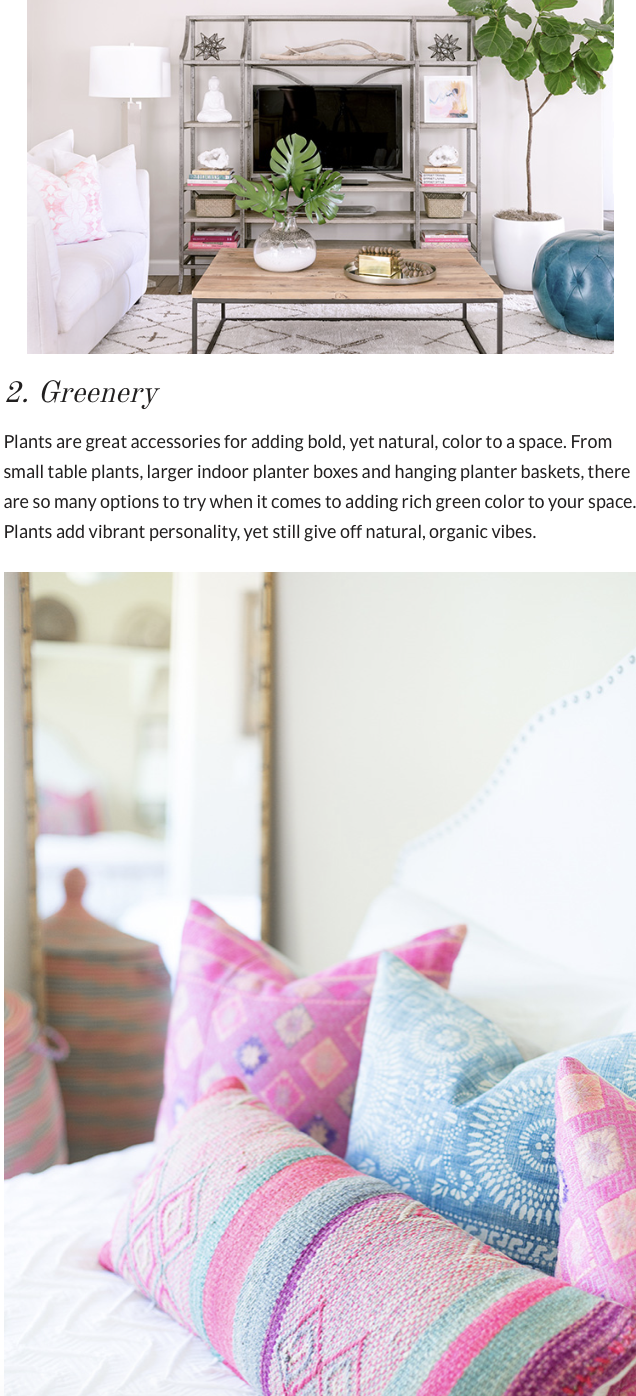 2. Greenery
Plants are great accessories for adding bold, yet natural, color to a space. From
small table plants, larger indoor planter boxes and hanging planter baskets, there
are so many options to try when it comes to adding rich green color to your space.
Plants add vibrant personality, yet still give off natural, organic vibes.